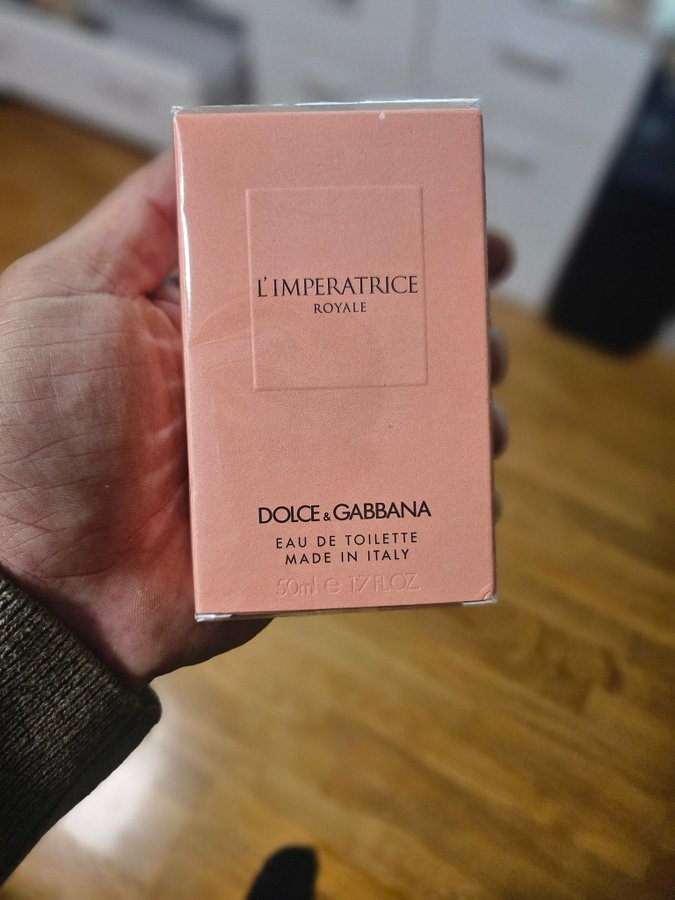 L'IMPERATRICE
ROYALE
DOLCE & GABBANA
EAU DE TOILETTE
MADE IN ITALY
50ml e 1.7 FL.OZ.